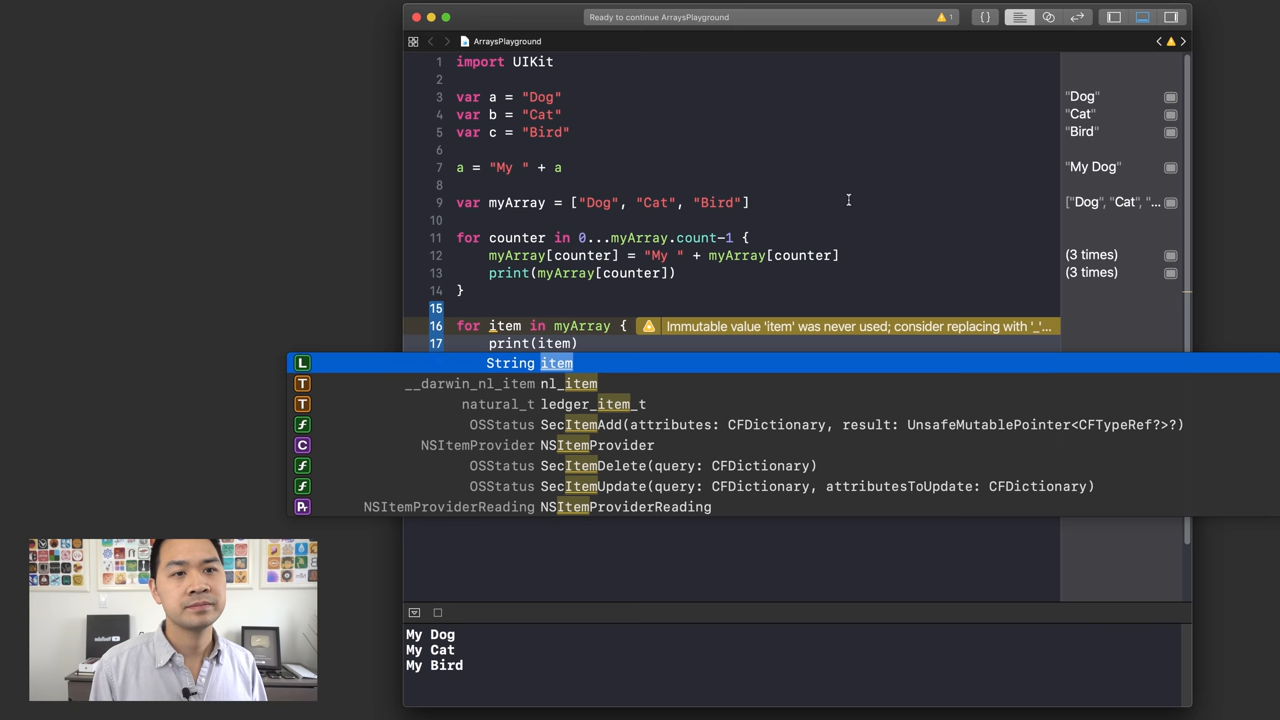 Ready to continue ArraysPlayground
1
ArraysPlayground
1 import UIKit
2
3 var a = "Dog"
"Dog"
4 var b = "Cat"
"Cat"
5 var c = "Bird"
"Bird"
6
7 a = "My " + a
"My Dog"
8
9 var myArray = ["Dog", "Cat", "Bird"]
["Dog", "Cat", "...
10
11 for counter in 0...myArray.count-1 {
12 myArray[counter] = "My " + myArray[counter]
(3 times)
13 print(myArray[counter])
(3 times)
14 }
15
16 for item in myArray {
Immutable value 'item' was never used; consider replacing with '_'...
17 print(item)
L String item
T __darwin_nl_item nl_item
T natural_t ledger_item_t
f OSStatus SecItemAdd(attributes: CFDictionary, result: UnsafeMutablePointer<CFTypeRef?>?)
C NSItemProvider NSItemProvider
f OSStatus SecItemDelete(query: CFDictionary)
f OSStatus SecItemUpdate(query: CFDictionary, attributesToUpdate: CFDictionary)
Pr NSItemProviderReading NSItemProviderReading
My Dog
My Cat
My Bird